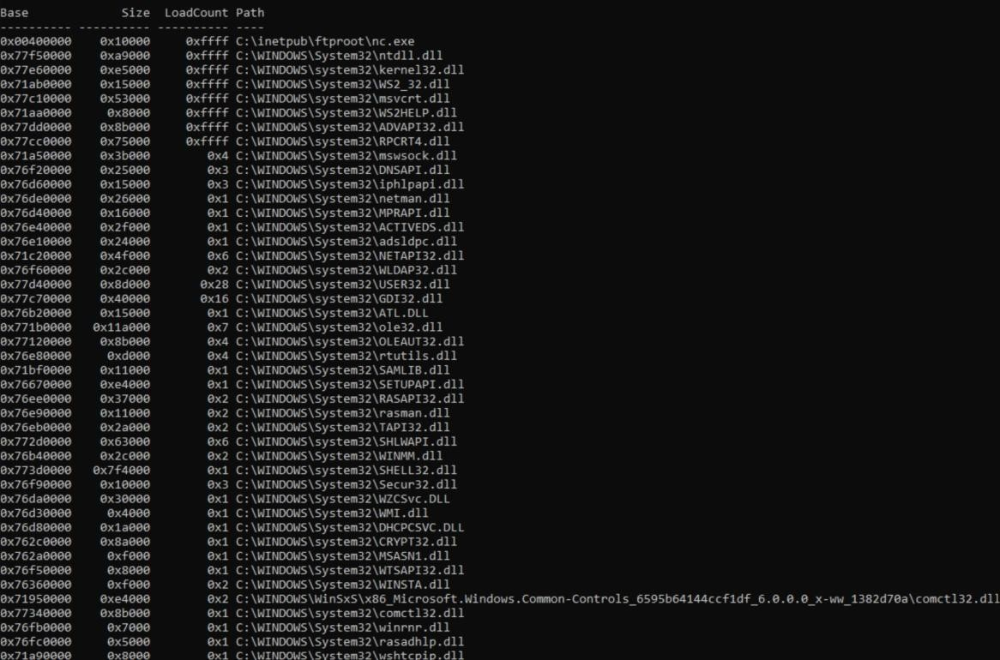 Base             Size  LoadCount Path
---------- ---------- ---------- ----
0x00400000    0x10000     0xffff C:\inetpub\ftproot\nc.exe
0x77f50000    0xa9000     0xffff C:\WINDOWS\System32\ntdll.dll
0x77e60000    0xe5000     0xffff C:\WINDOWS\system32\kernel32.dll
0x71ab0000    0x15000     0xffff C:\WINDOWS\System32\WS2_32.dll
0x77c10000    0x53000     0xffff C:\WINDOWS\system32\msvcrt.dll
0x71aa0000     0x8000     0xffff C:\WINDOWS\System32\WS2HELP.dll
0x77dd0000    0x8b000     0xffff C:\WINDOWS\system32\ADVAPI32.dll
0x77cc0000    0x75000     0xffff C:\WINDOWS\system32\RPCRT4.dll
0x71a50000    0x3b000        0x4 C:\WINDOWS\System32\mswsock.dll
0x76f20000    0x25000        0x3 C:\WINDOWS\System32\DNSAPI.dll
0x76d60000    0x15000        0x3 C:\WINDOWS\System32\iphlpapi.dll
0x76de0000    0x26000        0x1 C:\WINDOWS\System32\netman.dll
0x76d40000    0x16000        0x1 C:\WINDOWS\System32\MPRAPI.dll
0x76e40000    0x2f000        0x1 C:\WINDOWS\System32\ACTIVEDS.dll
0x76e10000    0x24000        0x1 C:\WINDOWS\System32\adsldpc.dll
0x71c20000    0x4f000        0x6 C:\WINDOWS\System32\NETAPI32.dll
0x76f60000    0x2c000        0x2 C:\WINDOWS\system32\WLDAP32.dll
0x77d40000    0x8d000       0x28 C:\WINDOWS\system32\USER32.dll
0x77c70000    0x40000       0x16 C:\WINDOWS\system32\GDI32.dll
0x76b20000    0x15000        0x1 C:\WINDOWS\System32\ATL.DLL
0x771b0000   0x11a000        0x7 C:\WINDOWS\system32\ole32.dll
0x77120000    0x8b000        0x4 C:\WINDOWS\system32\OLEAUT32.dll
0x76e80000     0xd000        0x4 C:\WINDOWS\System32\rtutils.dll
0x71bf0000    0x11000        0x1 C:\WINDOWS\System32\SAMLIB.dll
0x76670000    0xe4000        0x1 C:\WINDOWS\System32\SETUPAPI.dll
0x76ee0000    0x37000        0x2 C:\WINDOWS\System32\RASAPI32.dll
0x76e90000    0x11000        0x2 C:\WINDOWS\System32\rasman.dll
0x76eb0000    0x2a000        0x2 C:\WINDOWS\System32\TAPI32.dll
0x772d0000    0x63000        0x6 C:\WINDOWS\system32\SHLWAPI.dll
0x76b40000    0x2c000        0x2 C:\WINDOWS\System32\WINMM.dll
0x773d0000   0x7f4000        0x1 C:\WINDOWS\system32\SHELL32.dll
0x76f90000    0x10000        0x3 C:\WINDOWS\System32\Secur32.dll
0x76da0000    0x30000        0x1 C:\WINDOWS\System32\WZCSvc.DLL
0x76d30000     0x4000        0x1 C:\WINDOWS\System32\WMI.dll
0x76d80000    0x1a000        0x1 C:\WINDOWS\System32\DHCPCSVC.DLL
0x762c0000    0x8a000        0x1 C:\WINDOWS\system32\CRYPT32.dll
0x762a0000     0xf000        0x1 C:\WINDOWS\system32\MSASN1.dll
0x76f50000     0x8000        0x1 C:\WINDOWS\System32\WTSAPI32.dll
0x76360000     0xf000        0x2 C:\WINDOWS\System32\WINSTA.dll
0x71950000    0xe4000        0x2 C:\WINDOWS\WinSxS\x86_Microsoft.Windows.Common-Controls_6595b64144ccf1df_6.0.0.0_x-ww_1382d70a\comctl32.dll
0x77340000    0x8b000        0x1 C:\WINDOWS\system32\comctl32.dll
0x76fb0000     0x7000        0x1 C:\WINDOWS\System32\winrnr.dll
0x76fc0000     0x5000        0x1 C:\WINDOWS\System32\rasadhlp.dll
0x71a90000     0x8000        0x1 C:\WINDOWS\System32\wshtcpip.dll